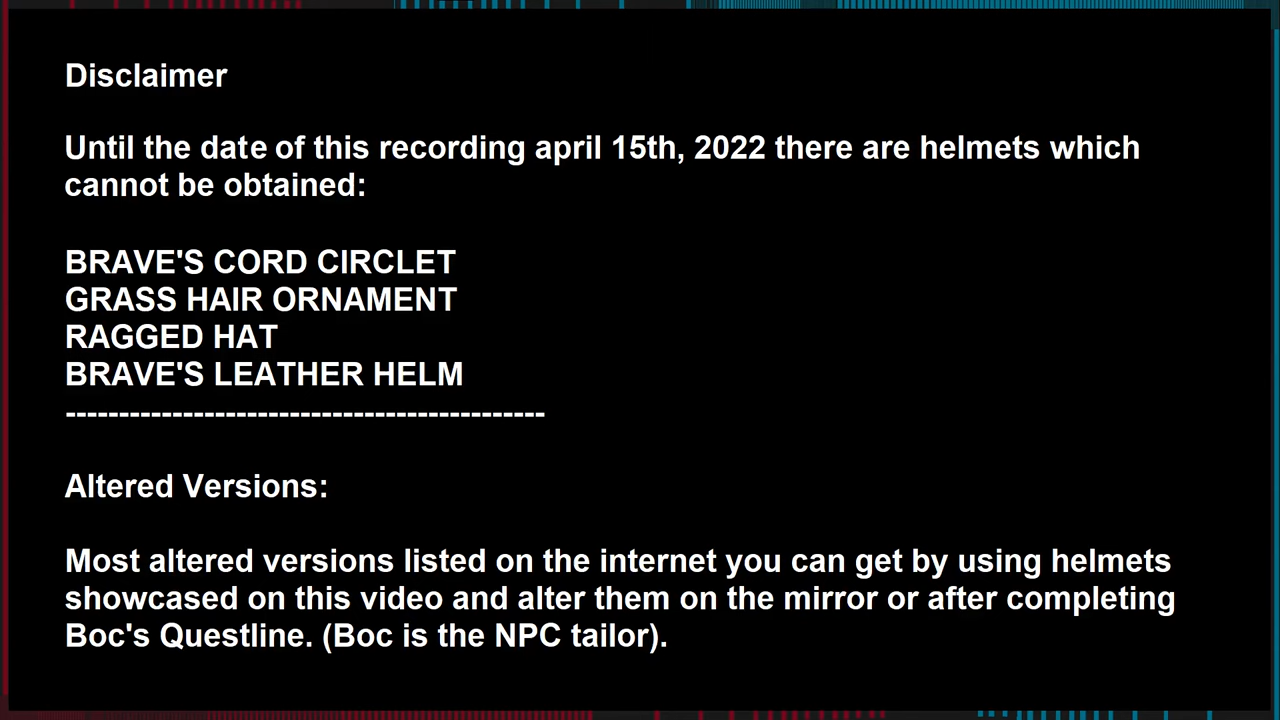 Disclaimer
Until the date of this recording april 15th, 2022 there are helmets which
cannot be obtained:
BRAVE'S CORD CIRCLET
GRASS HAIR ORNAMENT
RAGGED HAT
BRAVE'S LEATHER HELM
---------------------------------------------
Altered Versions:
Most altered versions listed on the internet you can get by using helmets
showcased on this video and alter them on the mirror or after completing
Boc's Questline. (Boc is the NPC tailor).